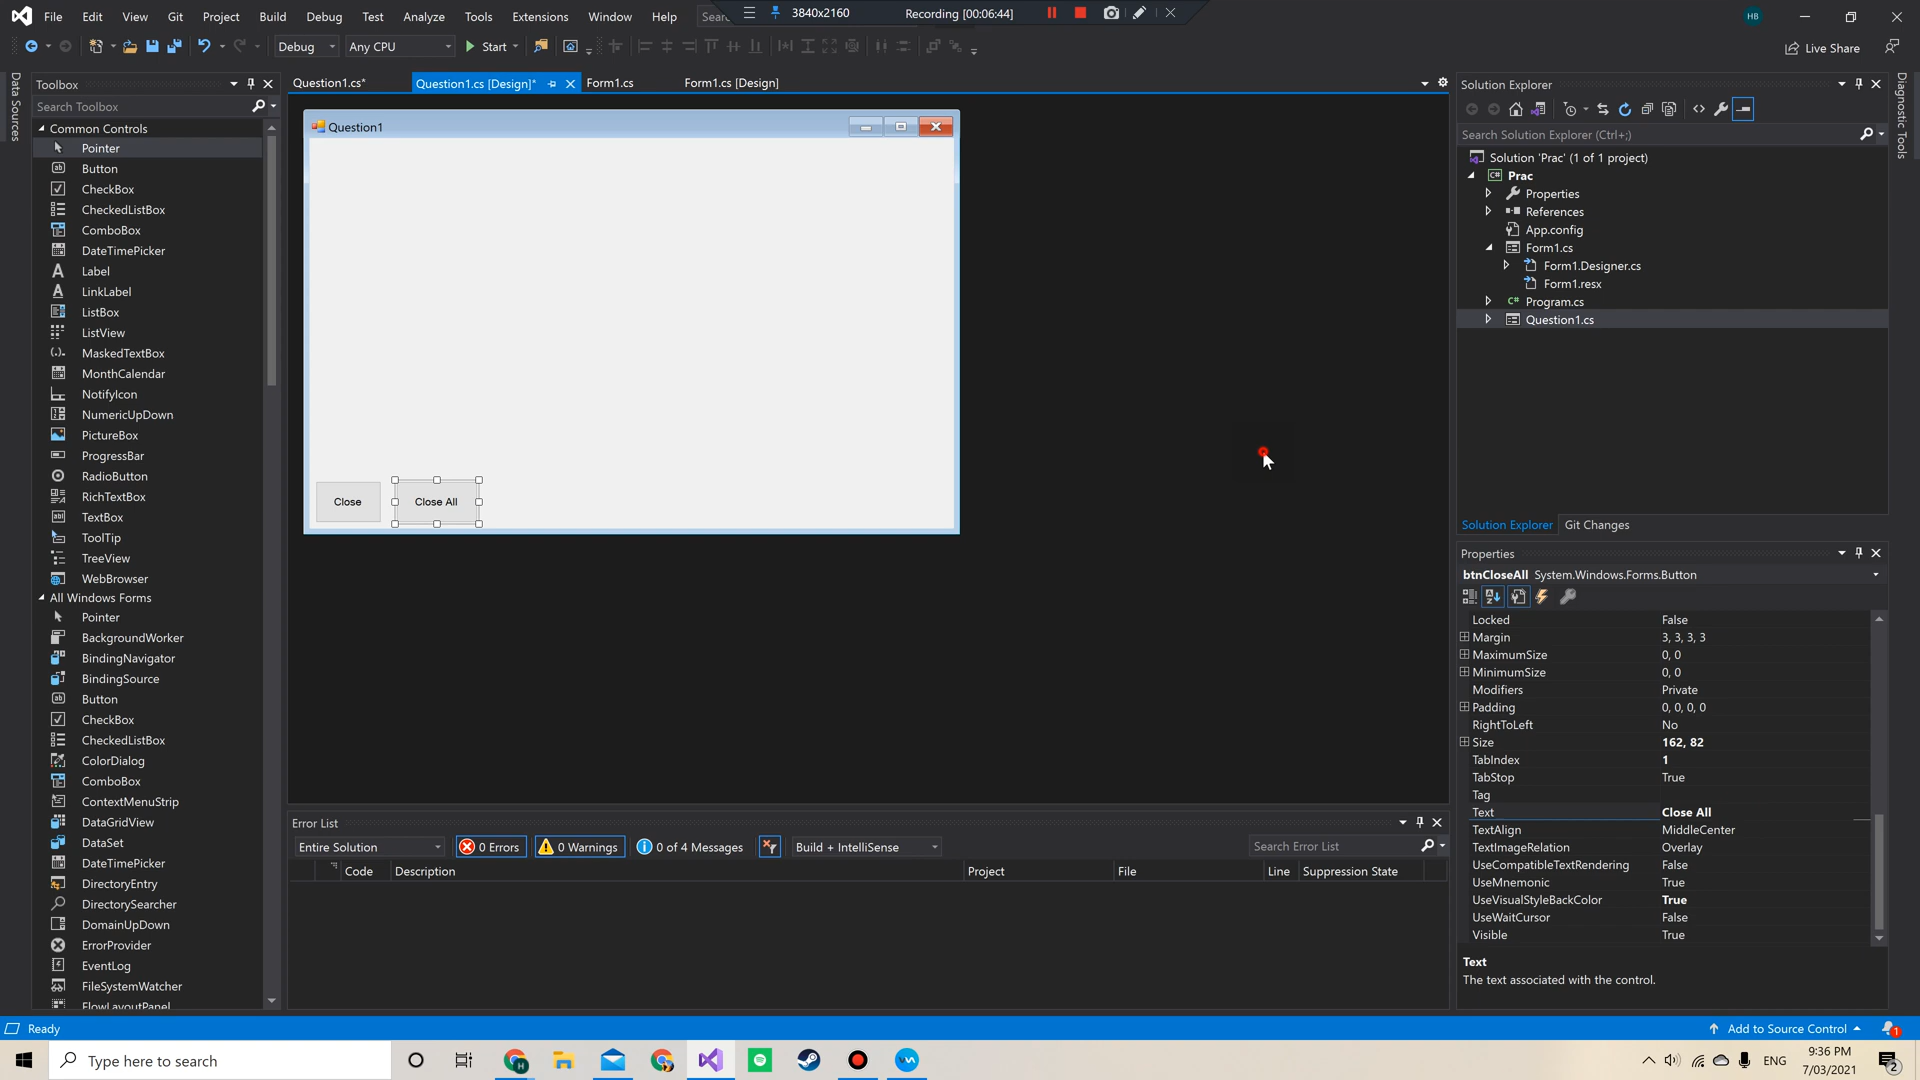 File Edit View Git Project Build Debug Test Analyze Tools Extensions Window Help Sear
3840x2160 Recording [00:06:44]
HB
Debug Any CPU Start
Live Share
Data Sources
Toolbox
Search Toolbox
Common Controls
Pointer
Button
CheckBox
CheckedListBox
ComboBox
DateTimePicker
Label
LinkLabel
ListBox
ListView
MaskedTextBox
MonthCalendar
NotifyIcon
NumericUpDown
PictureBox
ProgressBar
RadioButton
RichTextBox
TextBox
ToolTip
TreeView
WebBrowser
All Windows Forms
Pointer
BackgroundWorker
BindingNavigator
BindingSource
Button
CheckBox
CheckedListBox
ColorDialog
ComboBox
ContextMenuStrip
DataGridView
DataSet
DateTimePicker
DirectoryEntry
DirectorySearcher
DomainUpDown
ErrorProvider
EventLog
FileSystemWatcher
FlowLayoutPanel
Question1.cs* Question1.cs [Design]* Form1.cs Form1.cs [Design]
Question1
Close Close All
Error List
Entire Solution 0 Errors 0 Warnings 0 of 4 Messages Build + IntelliSense Search Error List
Code Description Project File Line Suppression State
Solution Explorer
Search Solution Explorer (Ctrl+;)
Solution 'Prac' (1 of 1 project)
Prac
Properties
References
App.config
Form1.cs
Form1.Designer.cs
Form1.resx
Program.cs
Question1.cs
Solution Explorer Git Changes
Diagnostic Tools
Properties
btnCloseAll System.Windows.Forms.Button
Locked False
Margin 3, 3, 3, 3
MaximumSize 0, 0
MinimumSize 0, 0
Modifiers Private
Padding 0, 0, 0, 0
RightToLeft No
Size 162, 82
TabIndex 1
TabStop True
Tag
Text Close All
TextAlign MiddleCenter
TextImageRelation Overlay
UseCompatibleTextRendering False
UseMnemonic True
UseVisualStyleBackColor True
UseWaitCursor False
Visible True
Text
The text associated with the control.
Ready
Add to Source Control 1
Type here to search
ENG
9:36 PM
7/03/2021
2